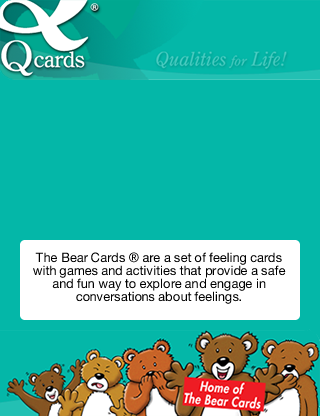 ®
Qcards
Qualities for Life!
The Bear Cards ® are a set of feeling cards
with games and activities that provide a safe
and fun way to explore and engage in
conversations about feelings.
Home of
The Bear Cards